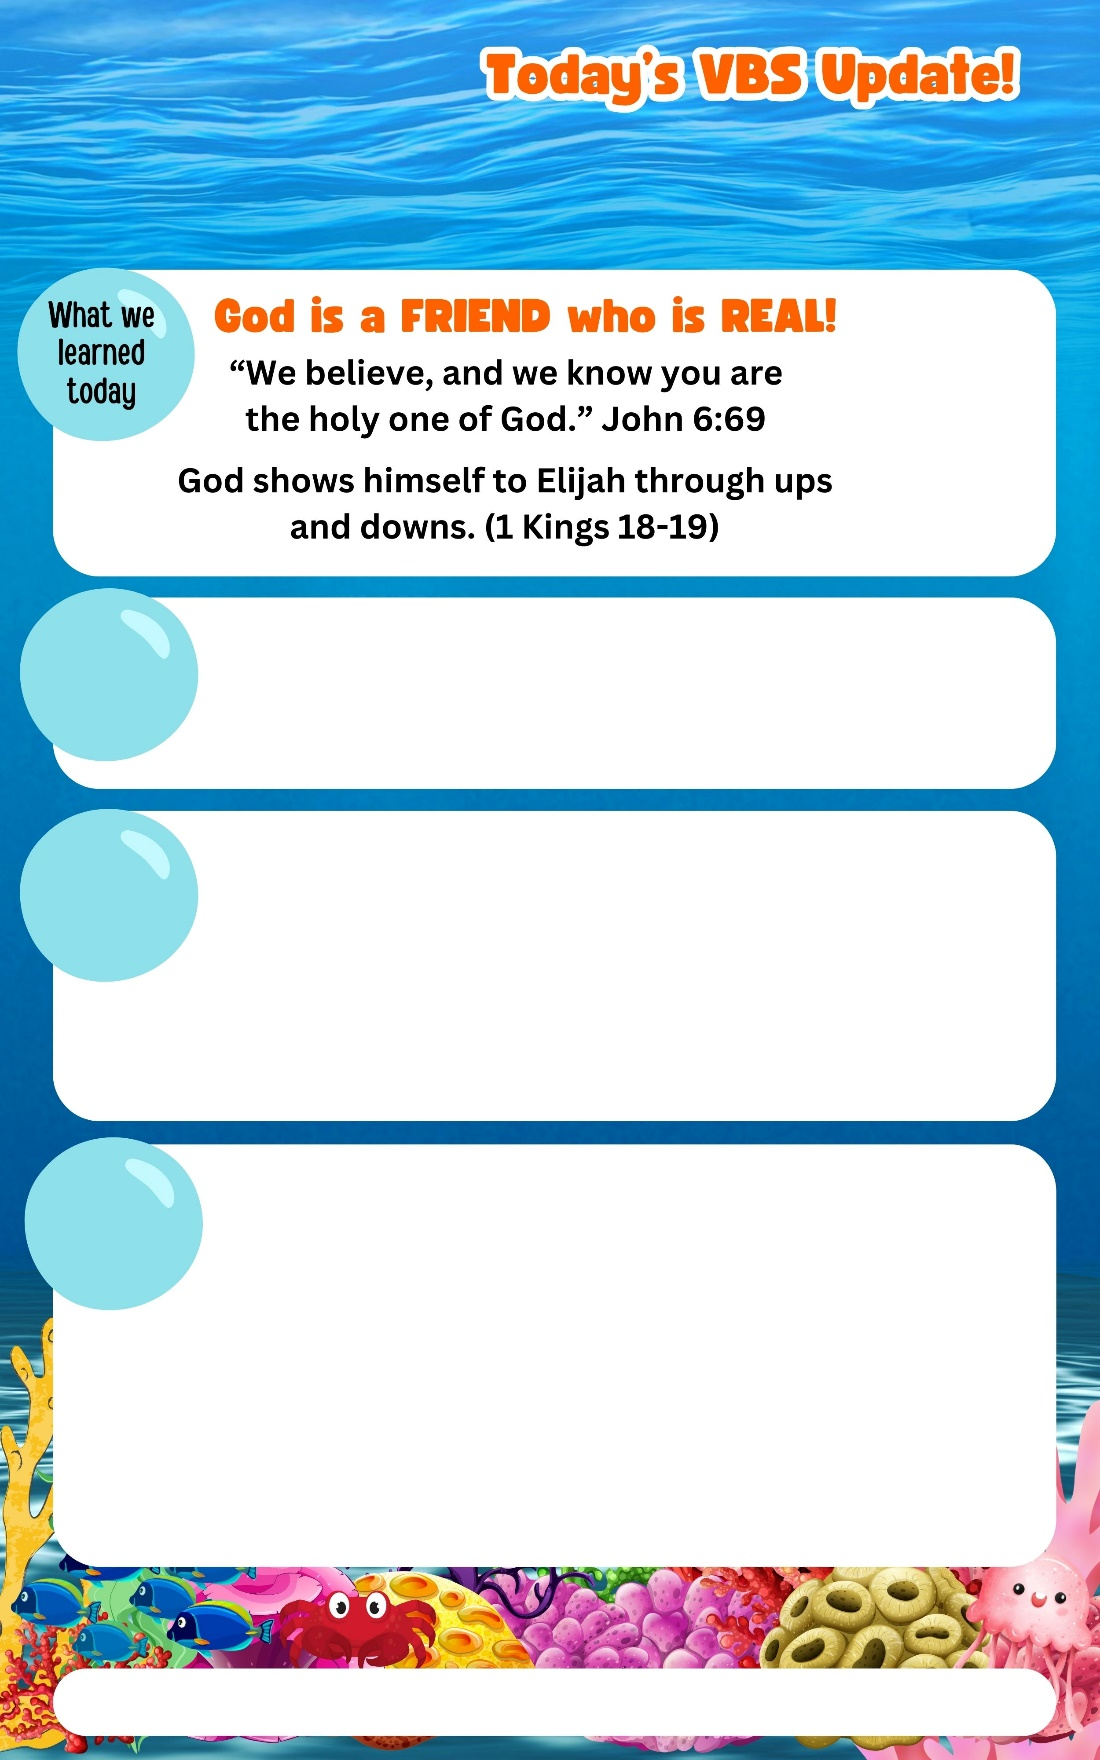 Today's VBS Update!
What we
learned
today
God is a FRIEND who is REAL!
“We believe, and we know you are
the holy one of God.” John 6:69
God shows himself to Elijah through ups
and downs. (1 Kings 18-19)